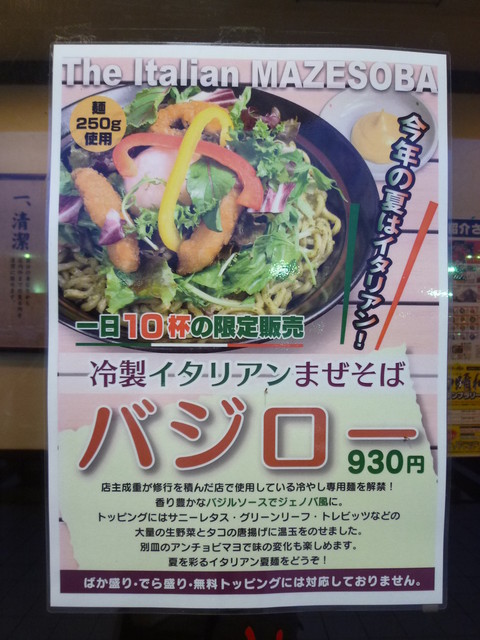 The Italian MAZESOBA
麺
250g
使用
今年の夏はイタリアン!
一日10杯の限定販売
冷製イタリアンまぜそば
バジロー
930円
店主成重が修行を積んだ店で使用している冷やし専用麺を解禁!
香り豊かなバジルソースでジェノバ風に。
トッピングにはサニーレタス・グリーンリーフ・トレビッツなどの
大量の生野菜とタコの唐揚げに温玉をのせました。
別皿のアンチョビマヨで味の変化も楽しめます。
夏を彩るイタリアン夏麺をどうぞ!
ばか盛り・でら盛り・無料トッピングには対応しておりません。
一、清潔